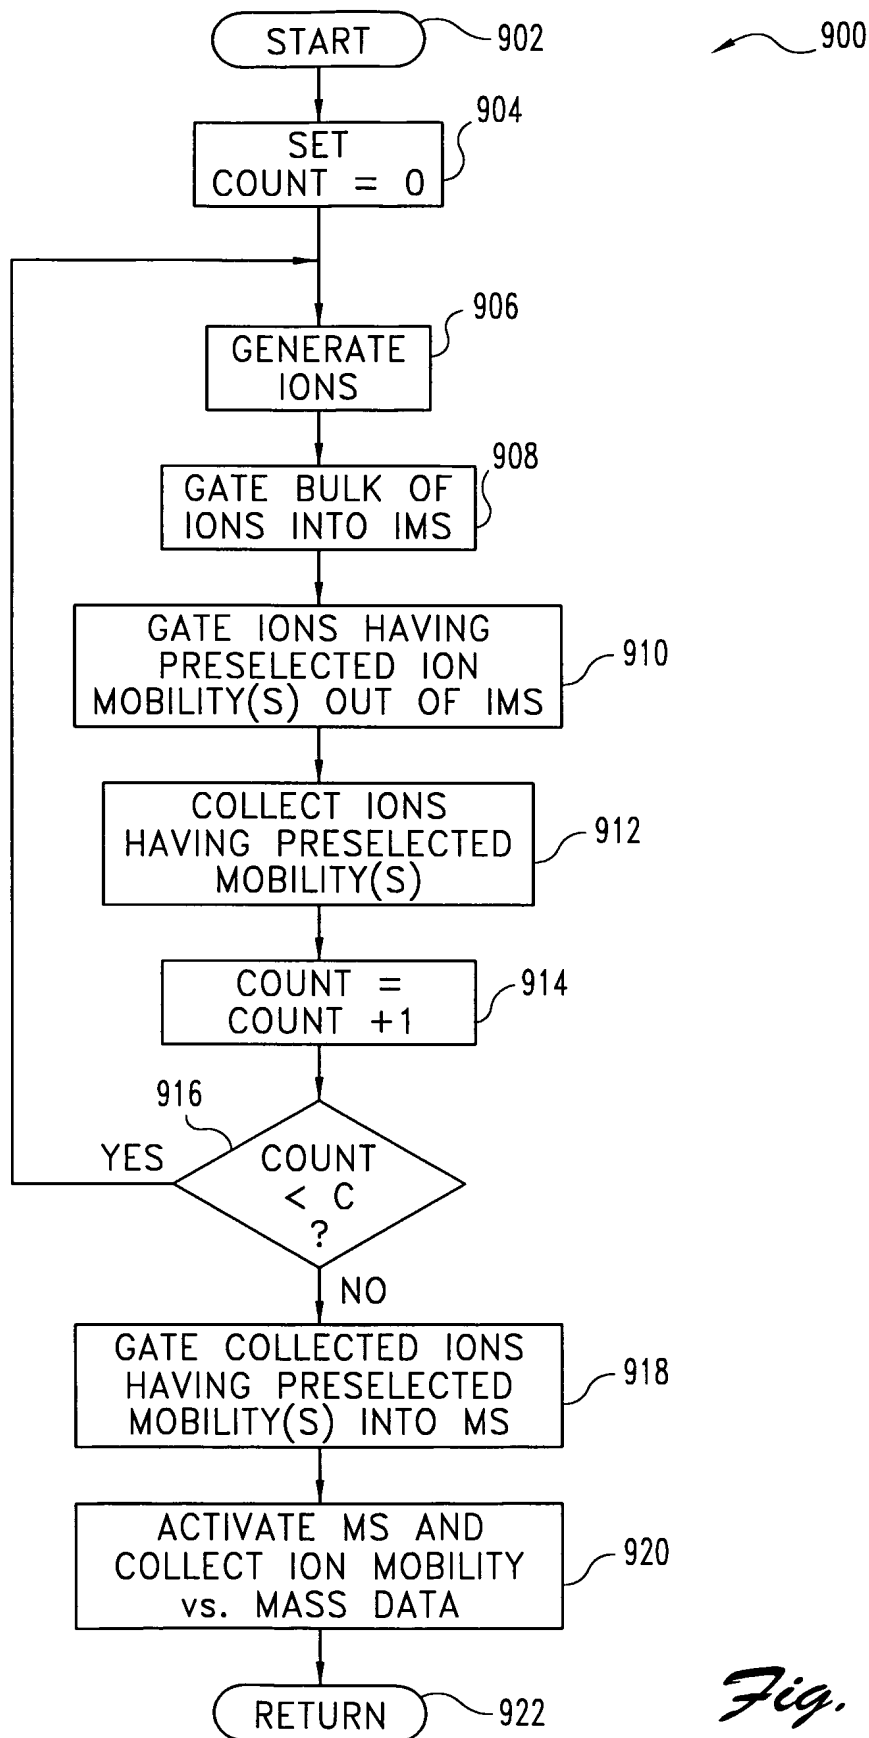 START
902
900
SET
COUNT = 0
904
GENERATE
IONS
906
GATE BULK OF
IONS INTO IMS
908
GATE IONS HAVING
PRESELECTED ION
MOBILITY(S) OUT OF IMS
910
COLLECT IONS
HAVING PRESELECTED
MOBILITY(S)
912
COUNT =
COUNT +1
914
916
YES
COUNT
< C
?
NO
GATE COLLECTED IONS
HAVING PRESELECTED
MOBILITY(S) INTO MS
918
ACTIVATE MS AND
COLLECT ION MOBILITY
vs. MASS DATA
920
RETURN
922
Fig.